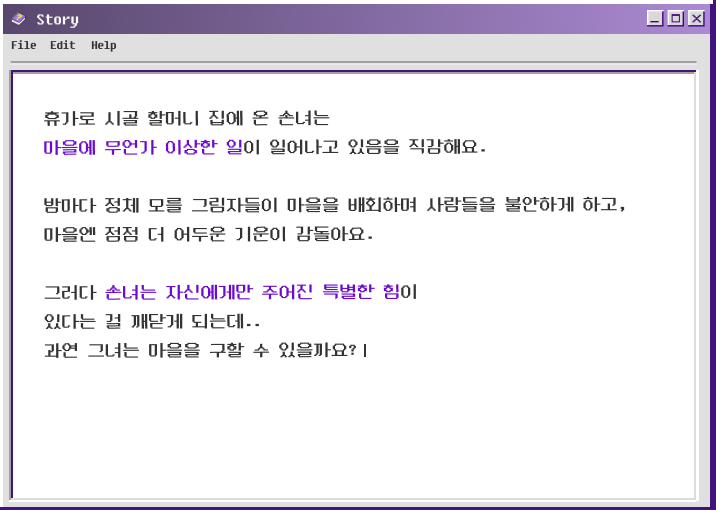 Story
File Edit Help
휴가로 시골 할머니 집에 온 손녀는
마을에 무언가 이상한 일이 일어나고 있음을 직감해요.
밤마다 정체 모를 그림자들이 마을을 배회하며 사람들을 불안하게 하고,
마을엔 점점 더 어두운 기운이 감돌아요.
그러다 손녀는 자신에게만 주어진 특별한 힘이
있다는 걸 깨닫게 되는데..
과연 그녀는 마을을 구할 수 있을까요?|